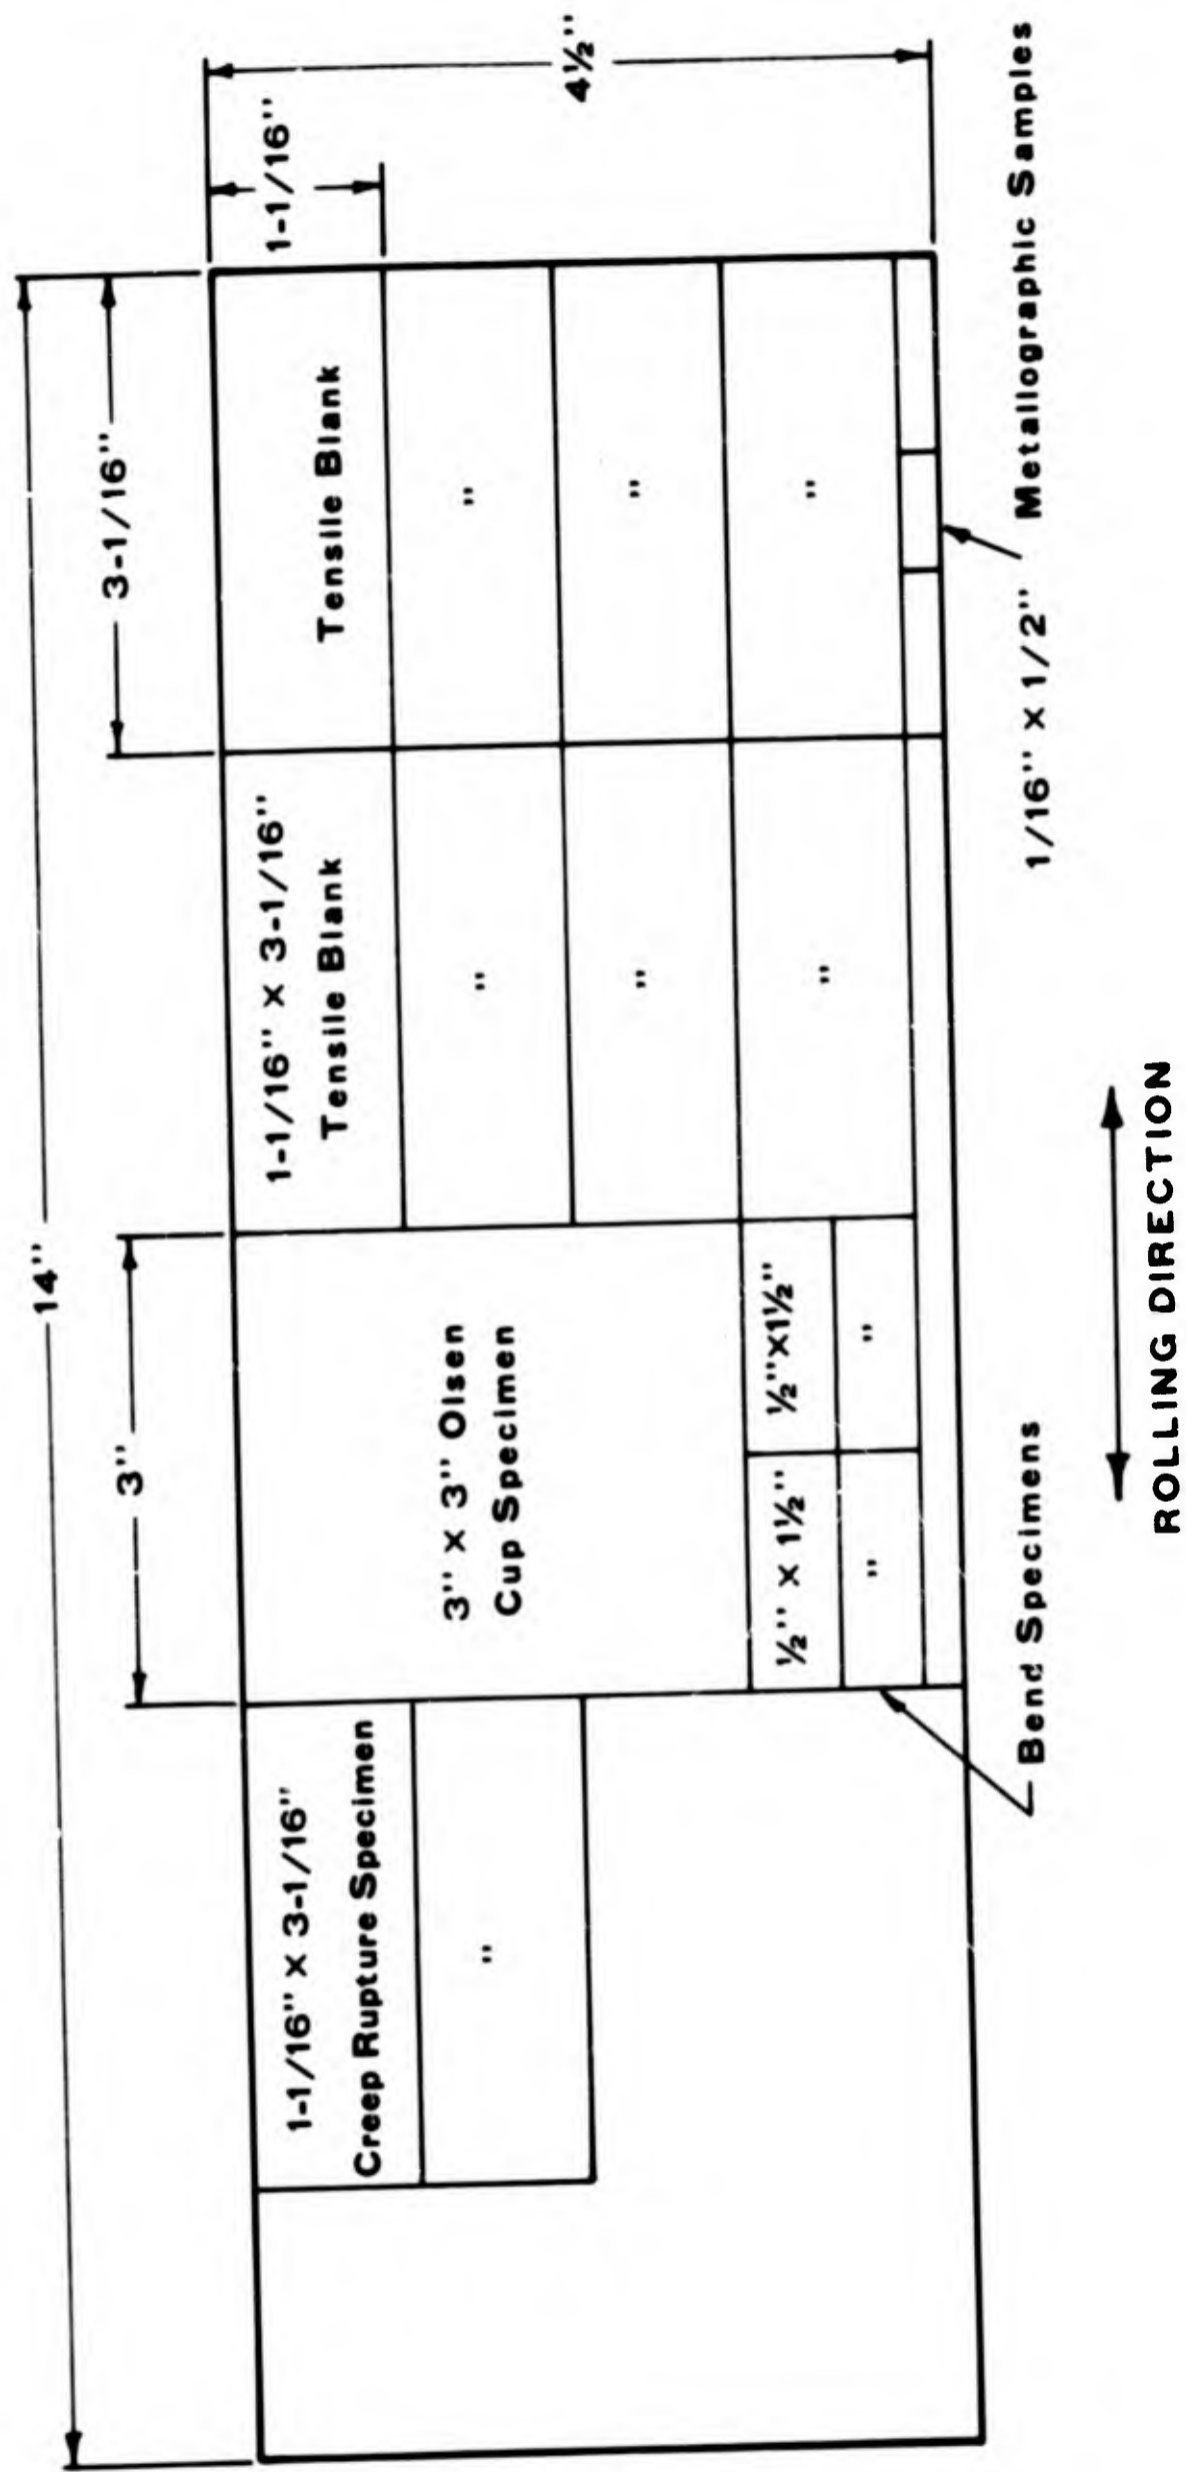 14"
3"
3-1/16"
1-1/16"
4½"
1-1/16" x 3-1/16"
Creep Rupture Specimen
"
3" x 3" Olsen
Cup Specimen
½" x 1½"
½"x1½"
"
"
1-1/16" x 3-1/16"
Tensile Blank
Tensile Blank
"
"
"
"
"
"
Bend Specimens
1/16" x 1/2" Metallographic Samples
ROLLING DIRECTION